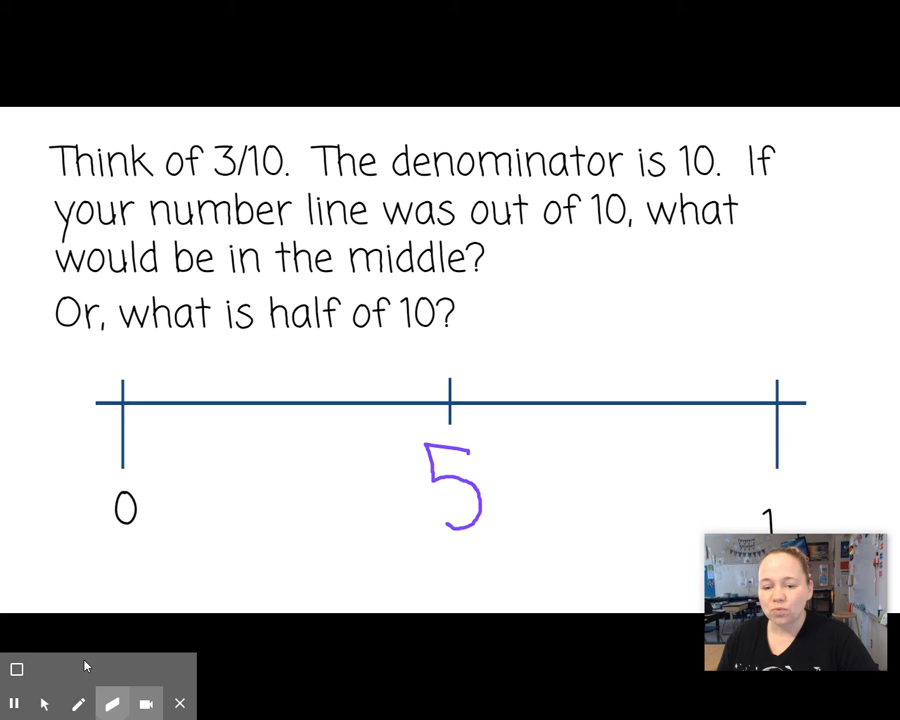 Think of 3/10. The denominator is 10. If
your number line was out of 10, what
would be in the middle?
Or, what is half of 10?
5
0
1